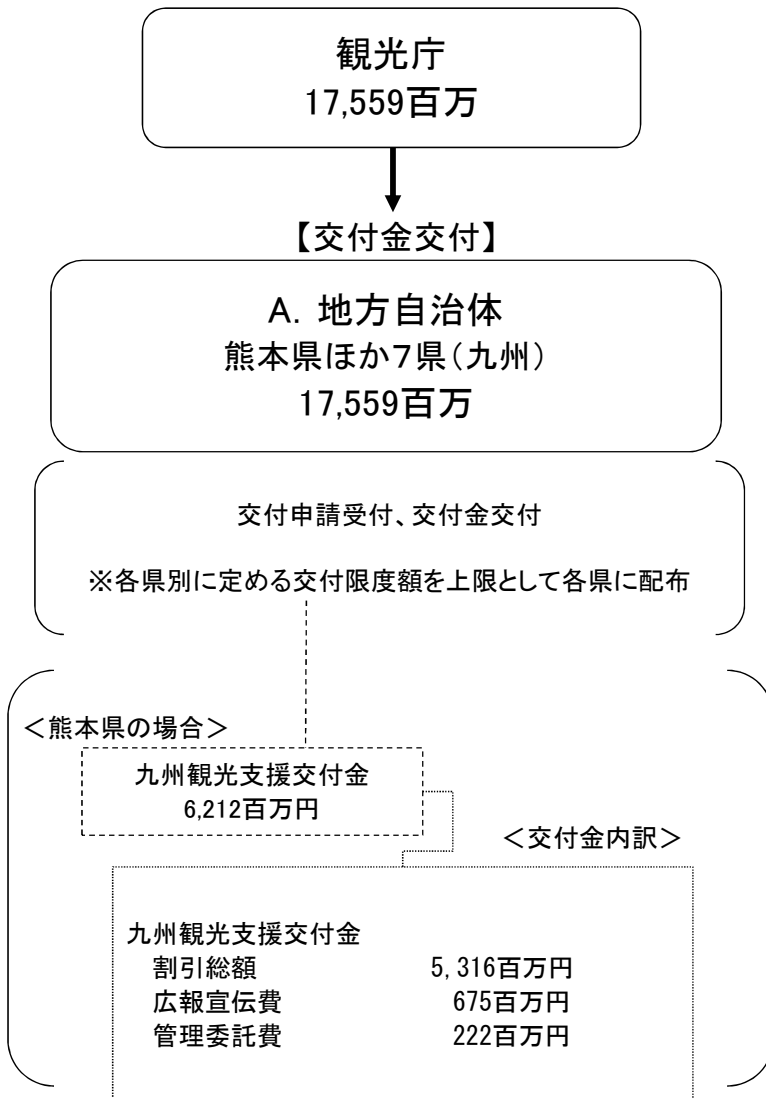 観光庁
17,559百万
【交付金交付】
A. 地方自治体
熊本県ほか7県(九州)
17,559百万
交付申請受付、交付金交付
※各県別に定める交付限度額を上限として各県に配布
<熊本県の場合>
九州観光支援交付金
6,212百万円
<交付金内訳>
九州観光支援交付金
割引総額 5,316百万円
広報宣伝費 675百万円
管理委託費 222百万円